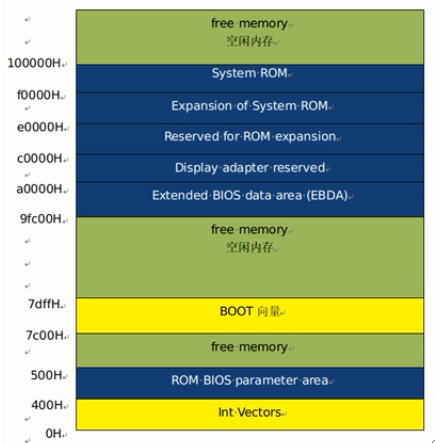 free memory
空闲内存
100000H
System ROM
f0000H
Expansion of System ROM
e0000H
Reserved for ROM expansion
c0000H
Display adapter reserved
a0000H
Extended BIOS data area (EBDA)
9fc00H
free memory
空闲内存
7dffH
BOOT 向量
7c00H
free memory
500H
ROM BIOS parameter area
400H
Int Vectors
0H